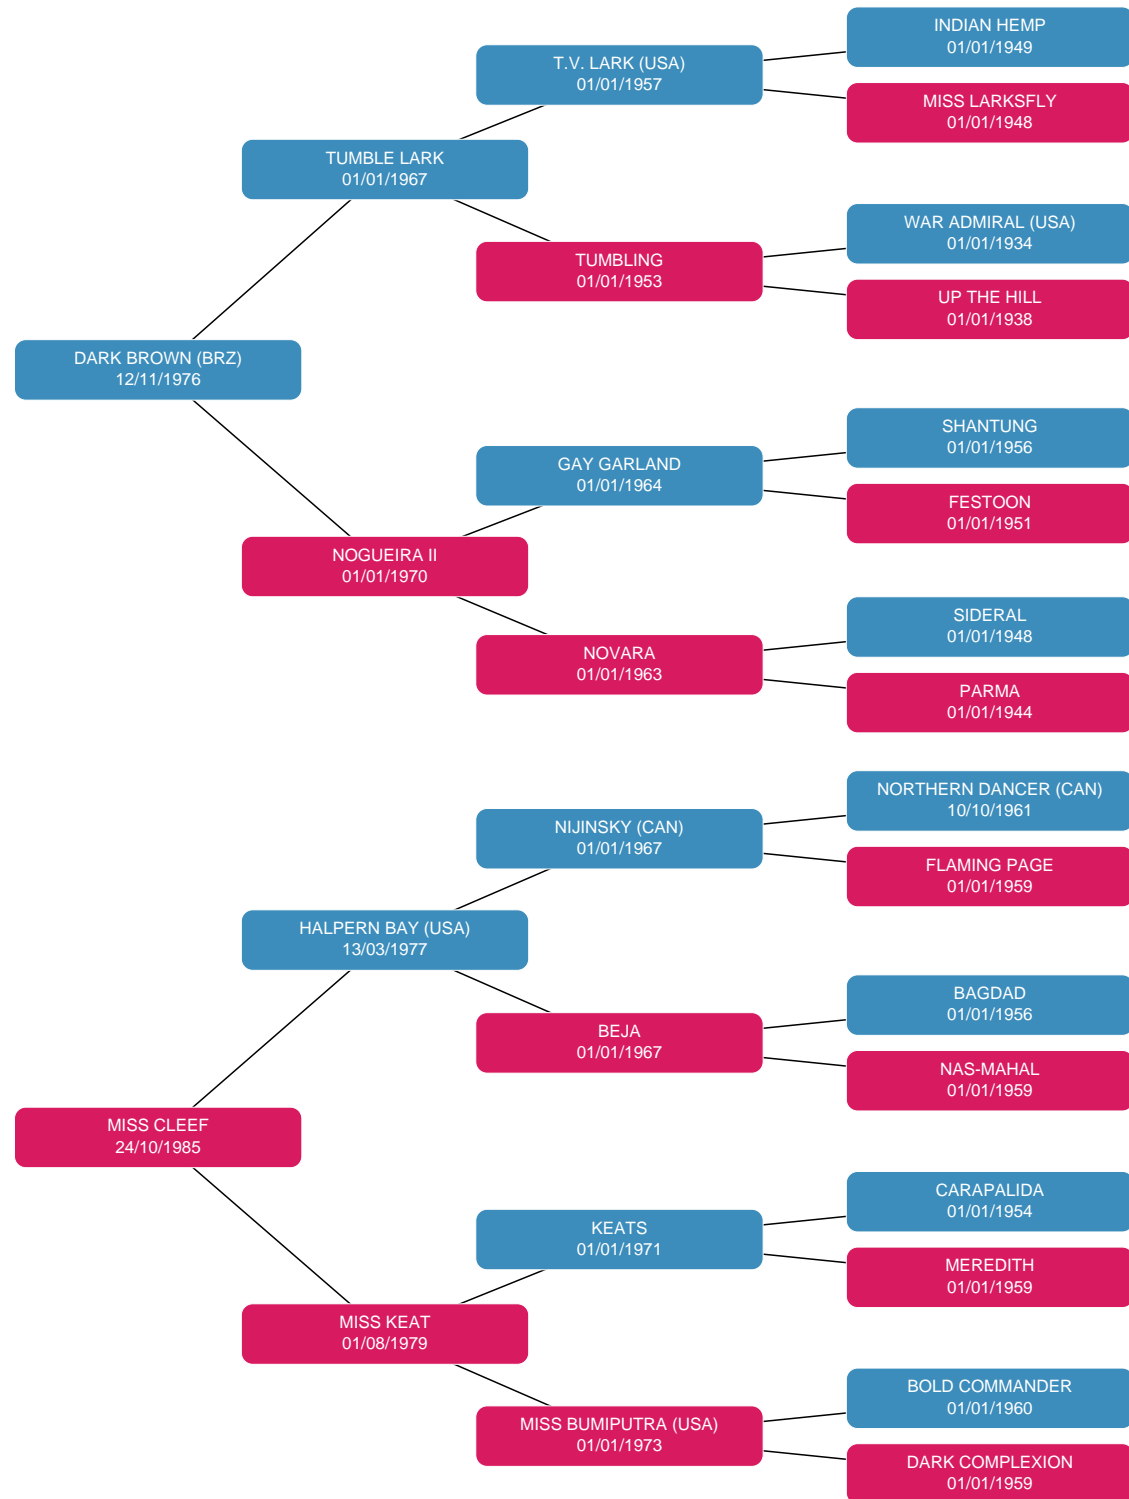 INDIAN HEMP
01/01/1949
T.V. LARK (USA)
01/01/1957
MISS LARKSFLY
01/01/1948
TUMBLE LARK
01/01/1967
WAR ADMIRAL (USA)
01/01/1934
TUMBLING
01/01/1953
UP THE HILL
01/01/1938
DARK BROWN (BRZ)
12/11/1976
SHANTUNG
01/01/1956
GAY GARLAND
01/01/1964
FESTOON
01/01/1951
NOGUEIRA II
01/01/1970
SIDERAL
01/01/1948
NOVARA
01/01/1963
PARMA
01/01/1944
NORTHERN DANCER (CAN)
10/10/1961
NIJINSKY (CAN)
01/01/1967
FLAMING PAGE
01/01/1959
HALPERN BAY (USA)
13/03/1977
BAGDAD
01/01/1956
BEJA
01/01/1967
NAS-MAHAL
01/01/1959
MISS CLEEF
24/10/1985
CARAPALIDA
01/01/1954
KEATS
01/01/1971
MEREDITH
01/01/1959
MISS KEAT
01/08/1979
BOLD COMMANDER
01/01/1960
MISS BUMIPUTRA (USA)
01/01/1973
DARK COMPLEXION
01/01/1959